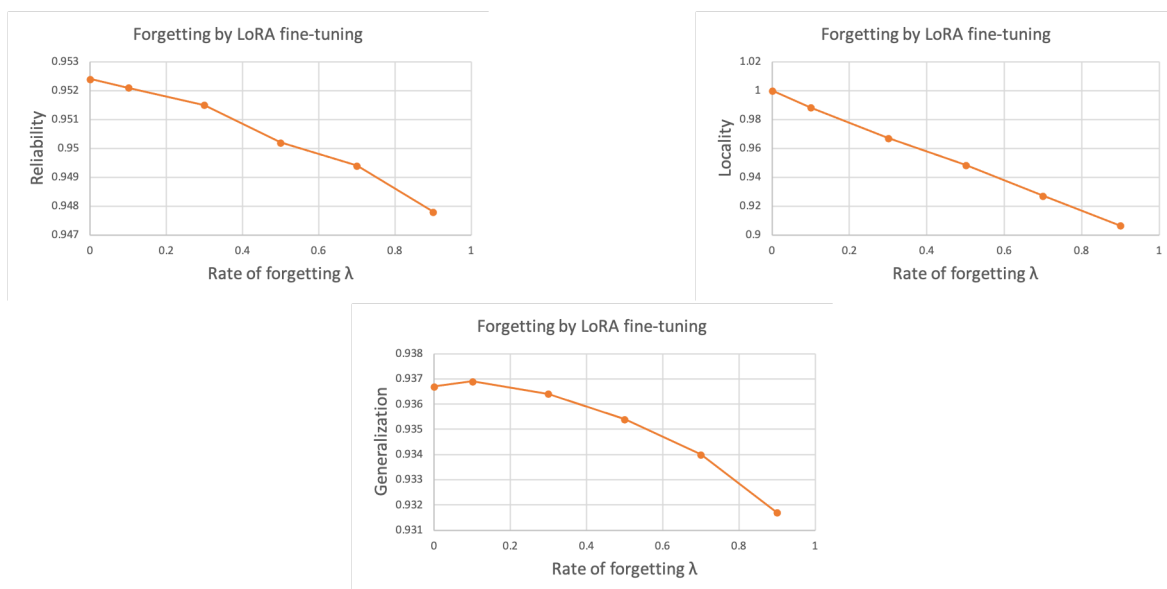 Forgetting by LoRA fine-tuning
0.953
0.952
0.951
0.95
0.949
0.948
0.947
Reliability
0 0.2 0.4 0.6 0.8 1
Rate of forgetting λ
Forgetting by LoRA fine-tuning
1.02
1
0.98
0.96
0.94
0.92
0.9
Locality
0 0.2 0.4 0.6 0.8 1
Rate of forgetting λ
Forgetting by LoRA fine-tuning
0.938
0.937
0.936
0.935
0.934
0.933
0.932
0.931
Generalization
0 0.2 0.4 0.6 0.8 1
Rate of forgetting λ